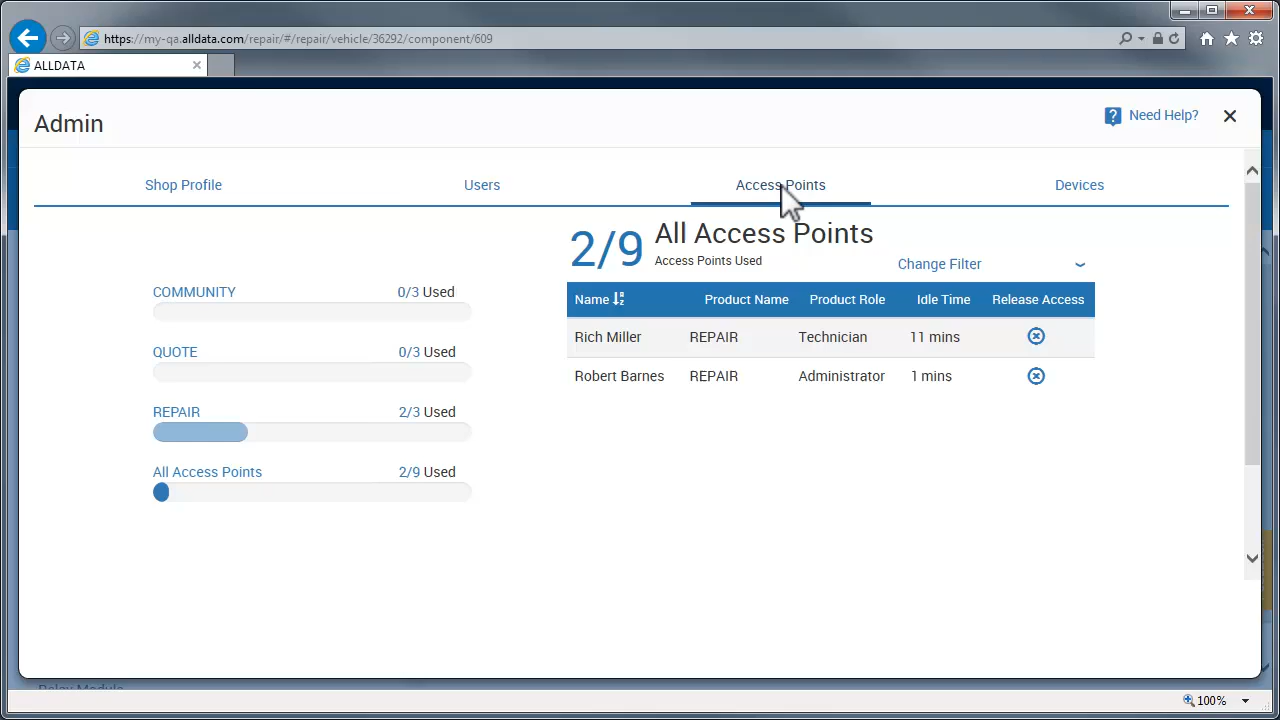 https://my-qa.alldata.com/repair/#/repair/vehicle/36292/component/609
ALLDATA
Admin
Need Help?
Shop Profile
Users
Access Points
Devices
2/9
All Access Points
Access Points Used
Change Filter
COMMUNITY 0/3 Used
QUOTE 0/3 Used
REPAIR 2/3 Used
All Access Points 2/9 Used
Name Product Name Product Role Idle Time Release Access
Rich Miller REPAIR Technician 11 mins
Robert Barnes REPAIR Administrator 1 mins
Relay Module
100%